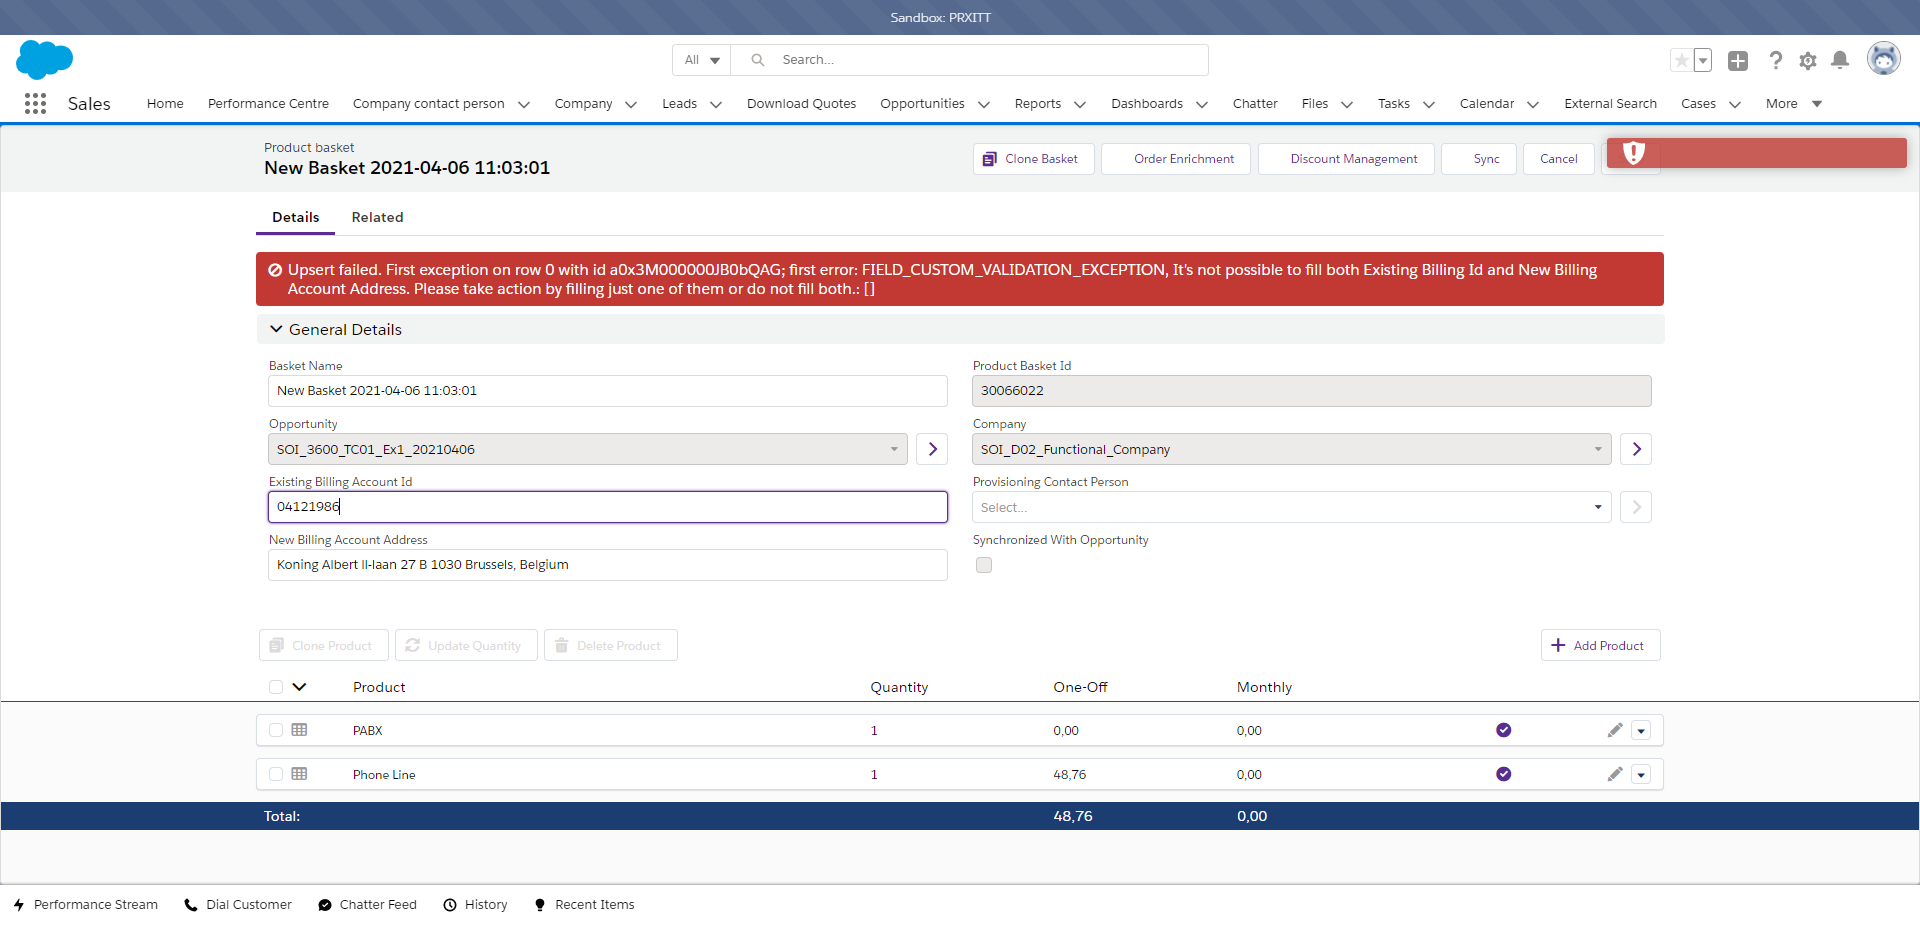 Sandbox: PRXITT
All
Search...
Sales
Home
Performance Centre
Company contact person
Company
Leads
Download Quotes
Opportunities
Reports
Dashboards
Chatter
Files
Tasks
Calendar
External Search
Cases
More
Product basket
New Basket 2021-04-06 11:03:01
Clone Basket
Order Enrichment
Discount Management
Sync
Cancel
Details
Related
Upsert failed. First exception on row 0 with id a0x3M000000JB0bQAG; first error: FIELD_CUSTOM_VALIDATION_EXCEPTION, It's not possible to fill both Existing Billing Id and New Billing
Account Address. Please take action by filling just one of them or do not fill both.: []
General Details
Basket Name
New Basket 2021-04-06 11:03:01
Product Basket Id
30066022
Opportunity
SOI_3600_TC01_Ex1_20210406
Company
SOI_D02_Functional_Company
Existing Billing Account Id
04121986
Provisioning Contact Person
Select...
New Billing Account Address
Koning Albert II-laan 27 B 1030 Brussels, Belgium
Synchronized With Opportunity
Clone Product
Update Quantity
Delete Product
Add Product
Product Quantity One-Off Monthly
PABX 1 0,00 0,00
Phone Line 1 48,76 0,00
Total: 48,76 0,00
Performance Stream
Dial Customer
Chatter Feed
History
Recent Items